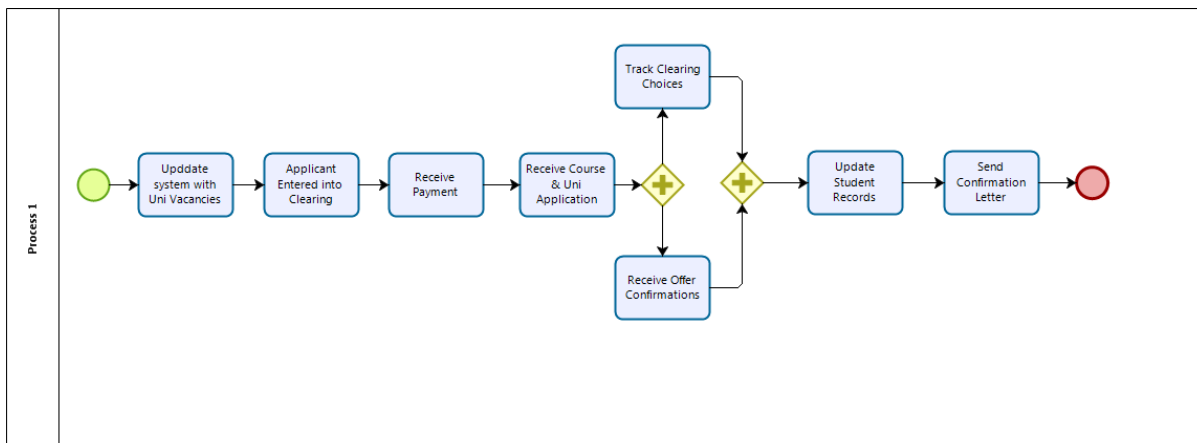 Process 1
Upddate
system with
Uni Vacancies
Applicant
Entered into
Clearing
Receive
Payment
Receive Course
& Uni
Application
Track Clearing
Choices
Receive Offer
Confirmations
Update
Student
Records
Send
Confirmation
Letter